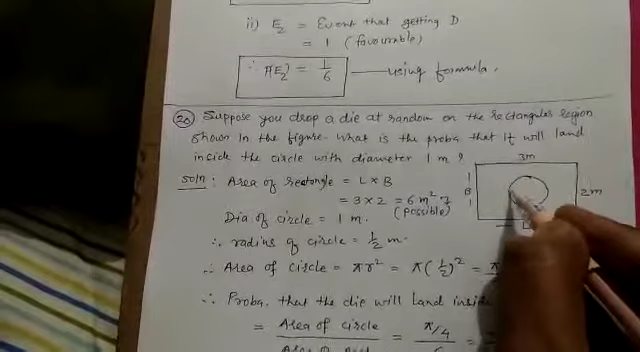 ii) E₂ = Event that getting D
= 1 (favourable)
∴ P(E₂) = 1/6 — using formula.
20 Suppose you drop a die at random on the rectangular region
shown in the figure. what is the proba that it will land
inside the circle with diameter 1 m?
3m
Soln: Area of rectangle = L × B
B
= 3 × 2 = 6 m²
2m
(possible)
Dia of circle = 1 m.
∴ radius of circle = 1/2 m.
∴ Area of circle = πr² = π(1/2)² =
∴ Proba. that the die will land inside
= Area of circle = π/4 =